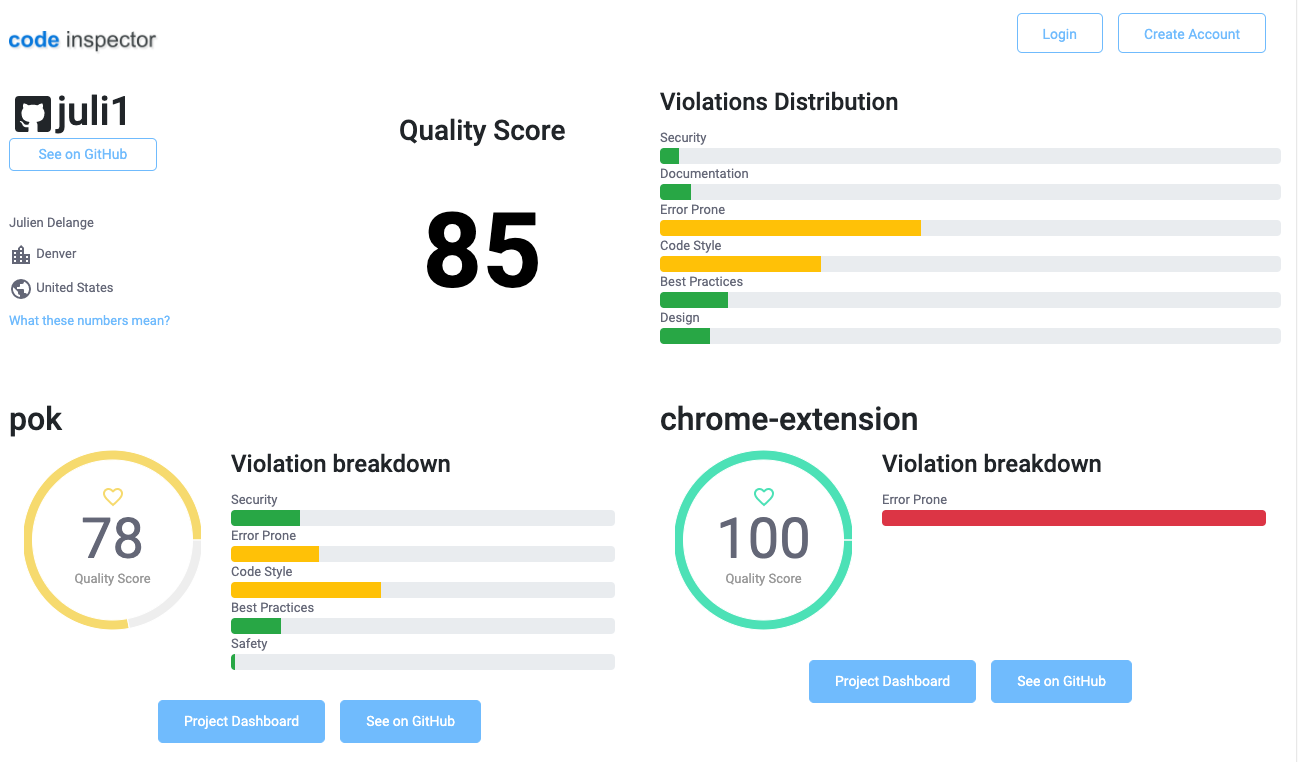 code inspector
Login
Create Account
juli1
See on GitHub
Julien Delange
Denver
United States
What these numbers mean?
Quality Score
85
Violations Distribution
Security
Documentation
Error Prone
Code Style
Best Practices
Design
pok
78
Quality Score
Violation breakdown
Security
Error Prone
Code Style
Best Practices
Safety
Project Dashboard
See on GitHub
chrome-extension
100
Quality Score
Violation breakdown
Error Prone
Project Dashboard
See on GitHub